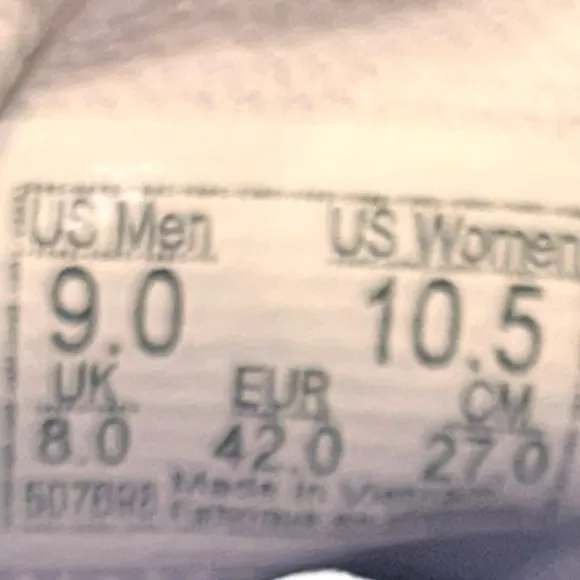 US Men US Women
9.0 10.5
UK EUR CM
8.0 42.0 27.0
Made in Vietnam